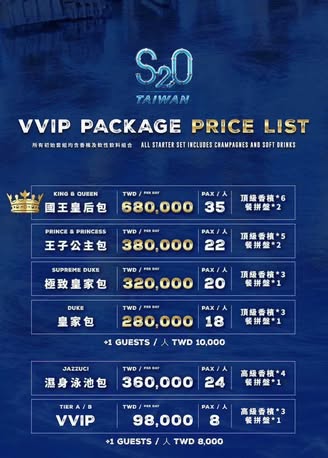 S2O
TAIWAN
VVIP PACKAGE PRICE LIST
所有初始套組均含香檳及軟性飲料組合 ALL STARTER SET INCLUDES CHAMPAGNES AND SOFT DRINKS
KING & QUEEN
國王皇后包
TWD / PER DAY
680,000
PAX / 人
35
頂級香檳*6
餐拼盤*2
PRINCE & PRINCESS
王子公主包
TWD / PER DAY
380,000
PAX / 人
22
頂級香檳*5
餐拼盤*2
SUPREME DUKE
極致皇家包
TWD / PER DAY
320,000
PAX / 人
20
頂級香檳*3
餐拼盤*1
DUKE
皇家包
TWD / PER DAY
280,000
PAX / 人
18
頂級香檳*3
餐拼盤*1
+1 GUESTS / 人 TWD 10,000
JAZZUCI
濕身泳池包
TWD / PER DAY
360,000
PAX / 人
24
高級香檳*4
餐拼盤*1
TIER A / B
VVIP
TWD / PER DAY
98,000
PAX / 人
8
高級香檳*3
餐拼盤*1
+1 GUESTS / 人 TWD 8,000